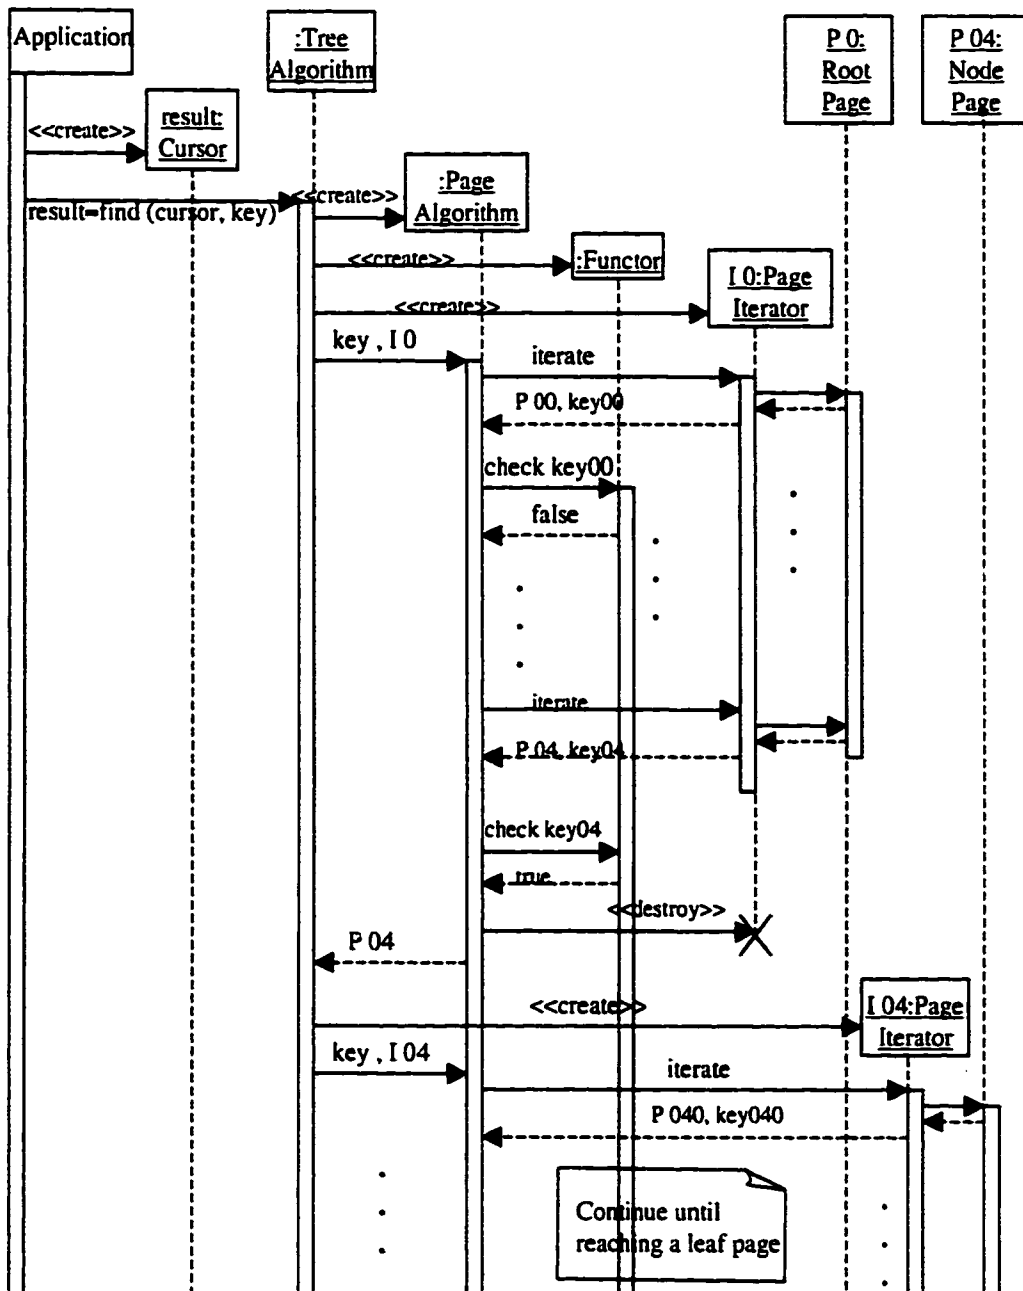 Application
:Tree
Algorithm
P 0:
Root
Page
P 04:
Node
Page
<<create>>
result:
Cursor
result=find (cursor, key)
<<create>>
:Page
Algorithm
<<create>>
:Functor
I 0:Page
Iterator
<<create>>
key , I 0
iterate
P 00, key00
check key00
false
iterate
P 04, key04
check key04
true
<<destroy>>
P 04
<<create>>
I 04:Page
Iterator
key , I 04
iterate
P 040, key040
Continue until
reaching a leaf page